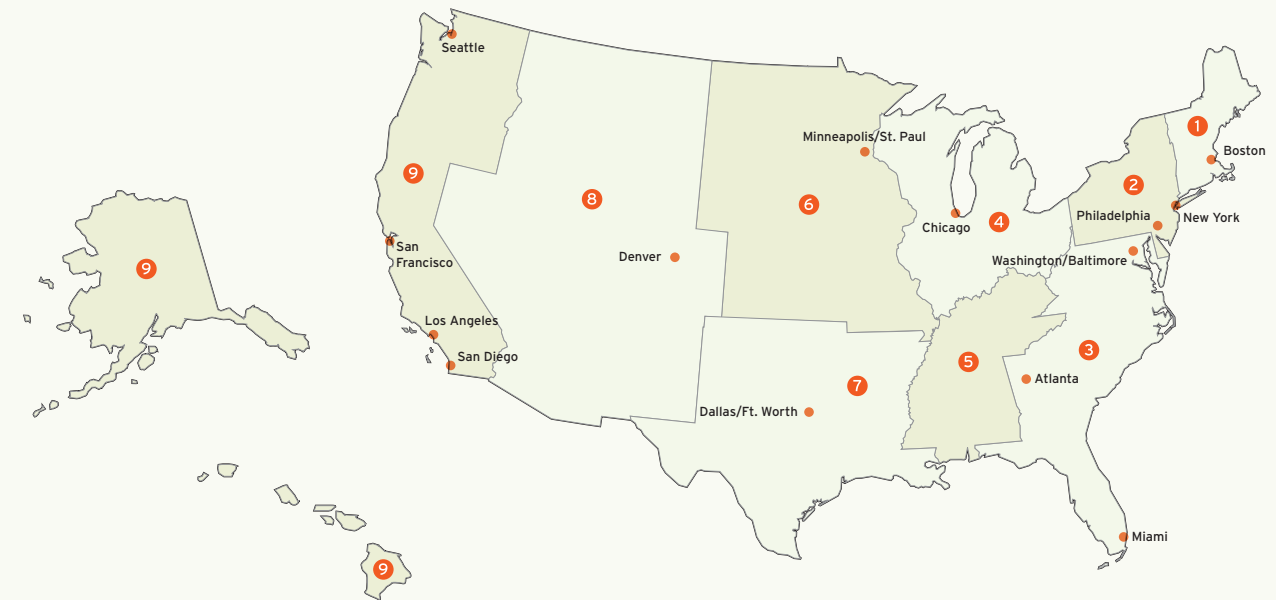 Seattle
Minneapolis/St. Paul
1
Boston
9
2
8
6
Philadelphia
New York
Chicago
4
San
Francisco
Denver
Washington/Baltimore
9
Los Angeles
San Diego
3
5
Atlanta
7
Dallas/Ft. Worth
Miami
9